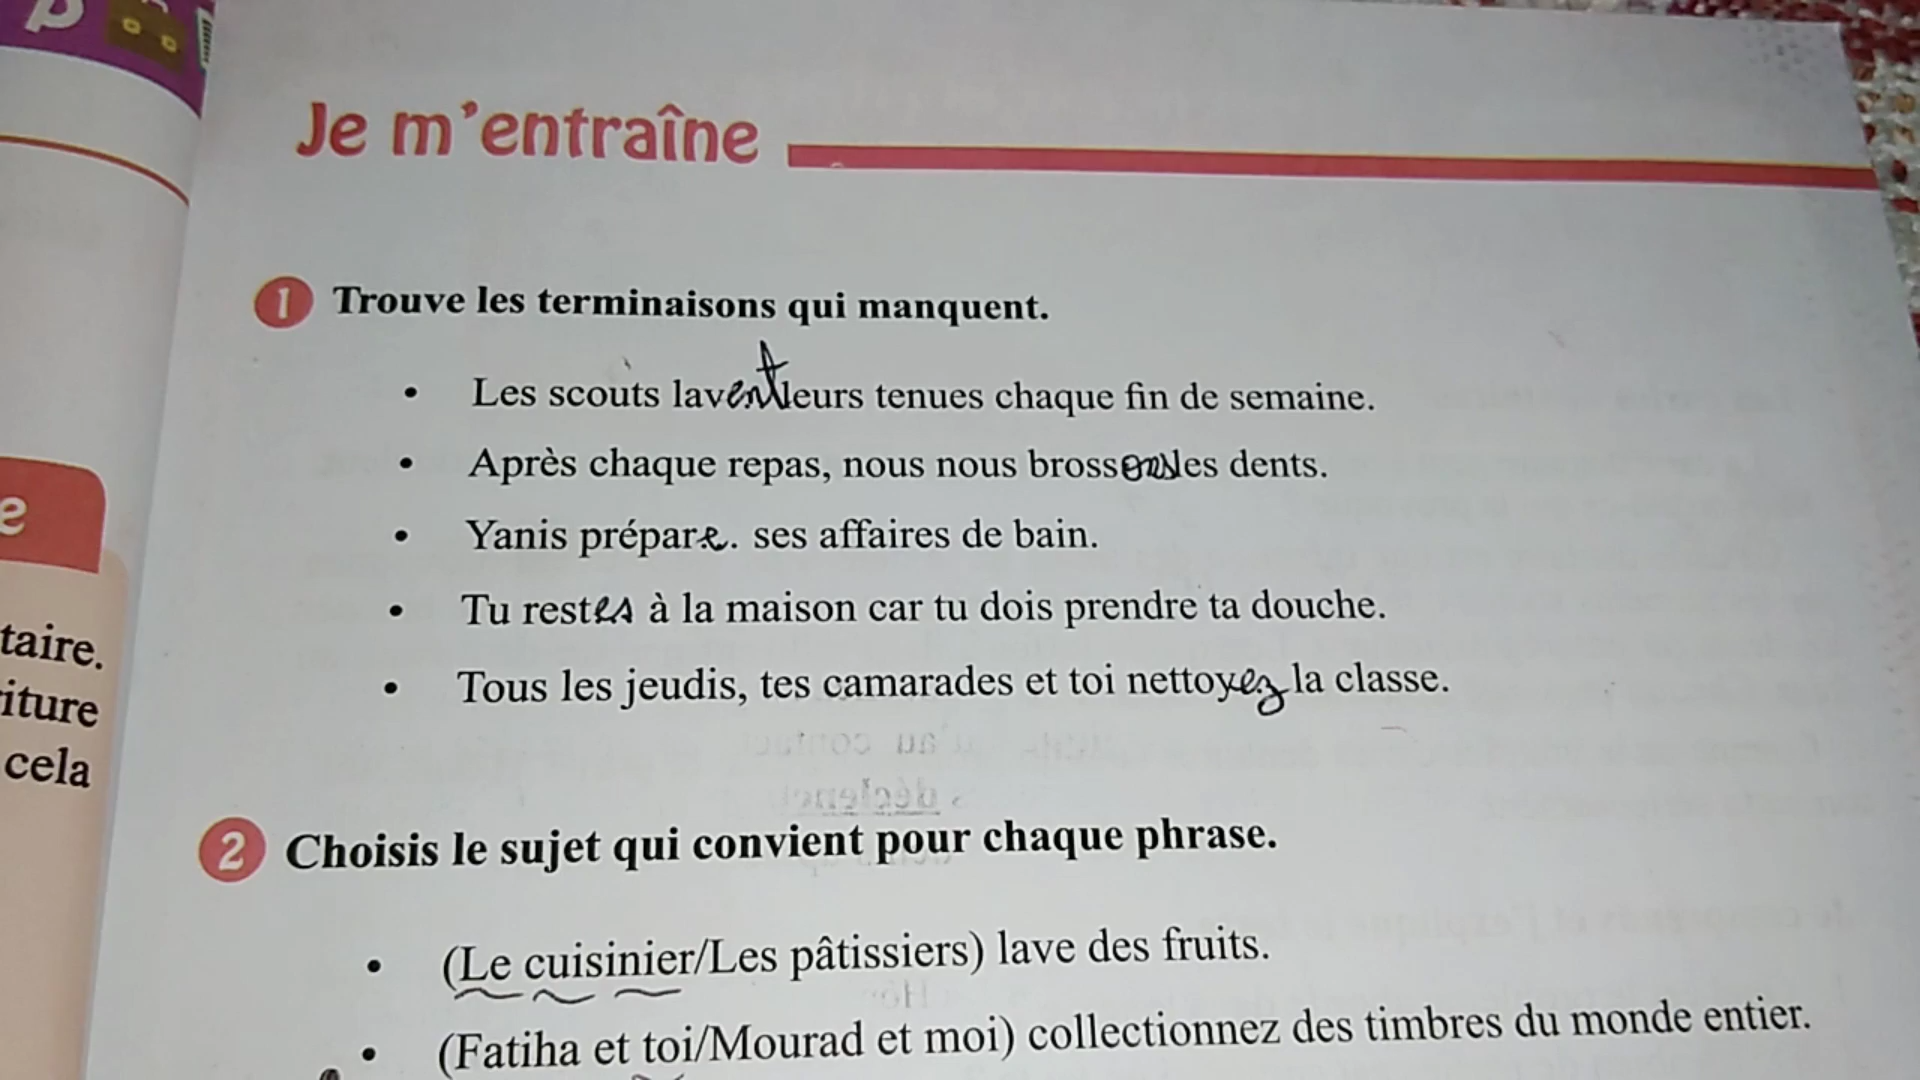 Je m'entraîne
1 Trouve les terminaisons qui manquent.
• Les scouts lavent leurs tenues chaque fin de semaine.
• Après chaque repas, nous nous brossons les dents.
• Yanis prépare. ses affaires de bain.
• Tu restes à la maison car tu dois prendre ta douche.
• Tous les jeudis, tes camarades et toi nettoyez la classe.
2 Choisis le sujet qui convient pour chaque phrase.
• (Le cuisinier/Les pâtissiers) lave des fruits.
• (Fatiha et toi/Mourad et moi) collectionnez des timbres du monde entier.
e
taire.
iture
cela